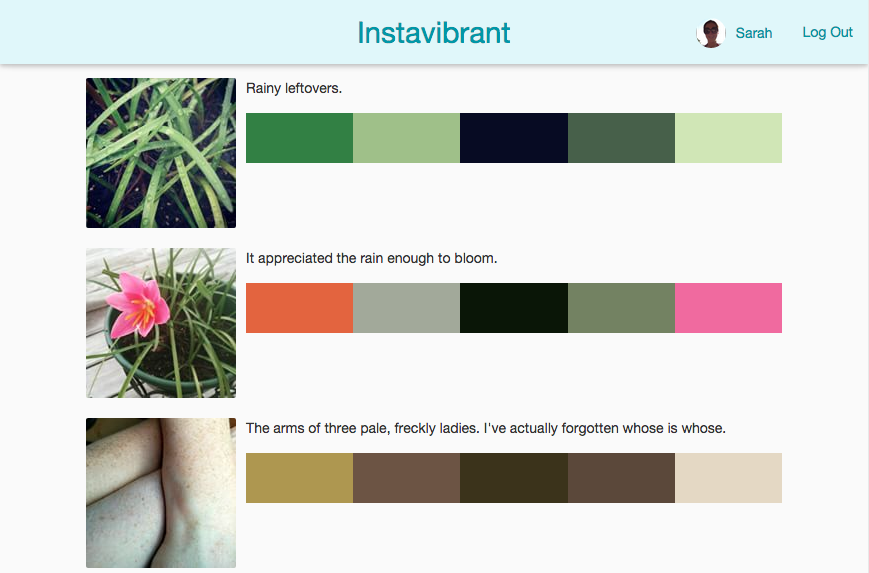 Instavibrant
Sarah
Log Out
Rainy leftovers.
It appreciated the rain enough to bloom.
The arms of three pale, freckly ladies. I've actually forgotten whose is whose.